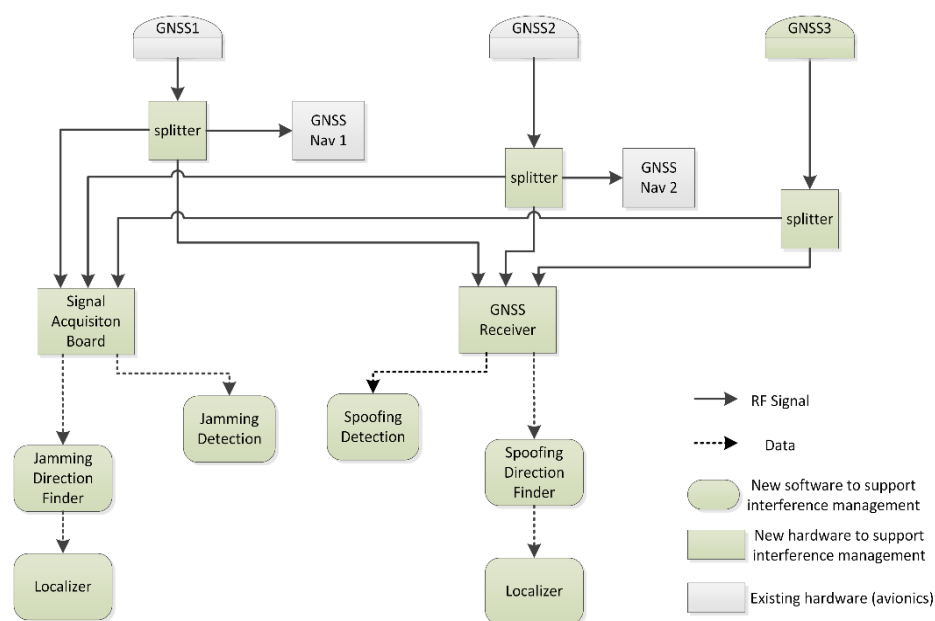 GNSS1
GNSS2
GNSS3
splitter
GNSS
Nav 1
splitter
GNSS
Nav 2
splitter
Signal
Acquisiton
Board
GNSS
Receiver
Jamming
Detection
Spoofing
Detection
Jamming
Direction
Finder
Spoofing
Direction
Finder
Localizer
Localizer
RF Signal
Data
New software to support
interference management
New hardware to support
interference management
Existing hardware (avionics)